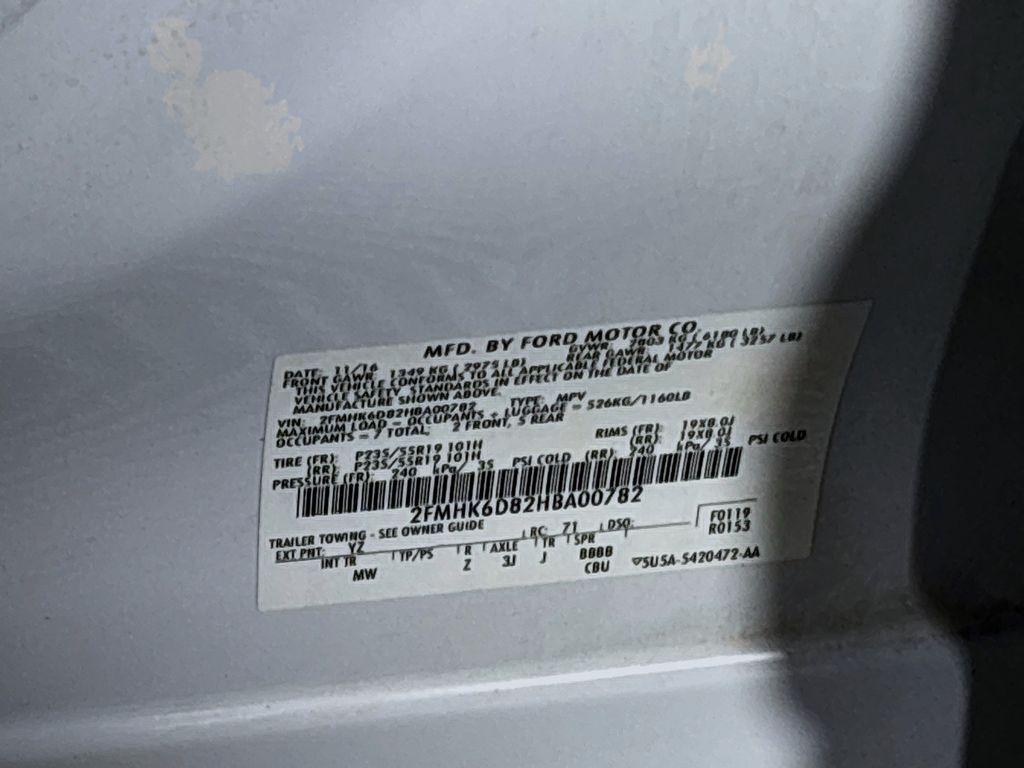 MFD. BY FORD MOTOR CO.
DATE: 11/16 GVWR: 2803 KG ( 6180 LB)
FRONT GAWR: 1349 KG ( 2975 LB) REAR GAWR: 1477 KG ( 3257 LB)
THIS VEHICLE CONFORMS TO ALL APPLICABLE FEDERAL MOTOR
VEHICLE SAFETY STANDARDS IN EFFECT ON THE DATE OF
MANUFACTURE SHOWN ABOVE.
VIN: 2FMHK6D82HBA00782 TYPE: MPV
MAXIMUM LOAD = OCCUPANTS + LUGGAGE = 526KG/1160LB
OCCUPANTS = 7 TOTAL, 2 FRONT, 5 REAR
TIRE (FR): P235/55R19 101H RIMS (FR): 19X8.0J
(RR): P235/55R19 101H (RR): 19X8.0J
PRESSURE (FR): 240 kPa/ 35 PSI COLD (RR): 240 kPa/ 35 PSI COLD
2FMHK6D82HBA00782
TRAILER TOWING - SEE OWNER GUIDE
EXT PNT: YZ RC: 71 DSO: F0119
R0153
INT TR TP/PS R AXLE TR SPR
MW Z 3J J BBBB
CBU 5U5A-5420472-AA